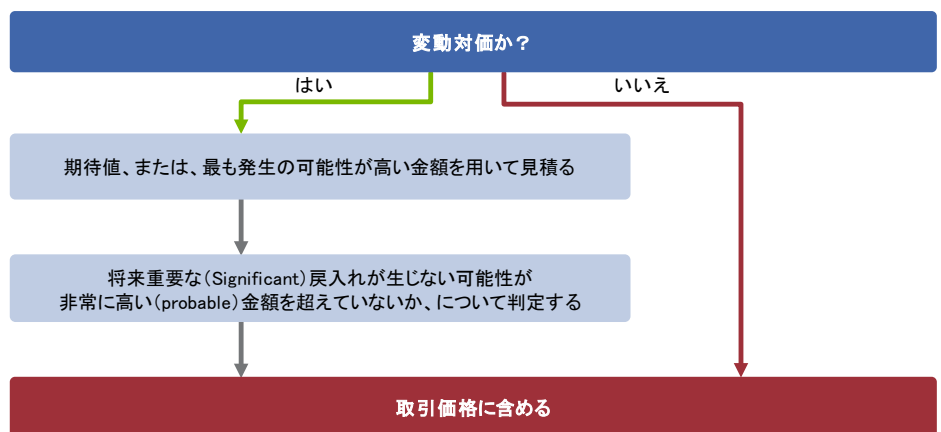 変動対価か？
はい
いいえ
期待値、または、最も発生の可能性が高い金額を用いて見積る
将来重要な（Significant）戻入れが生じない可能性が
非常に高い（probable）金額を超えていないか、について判定する
取引価格に含める